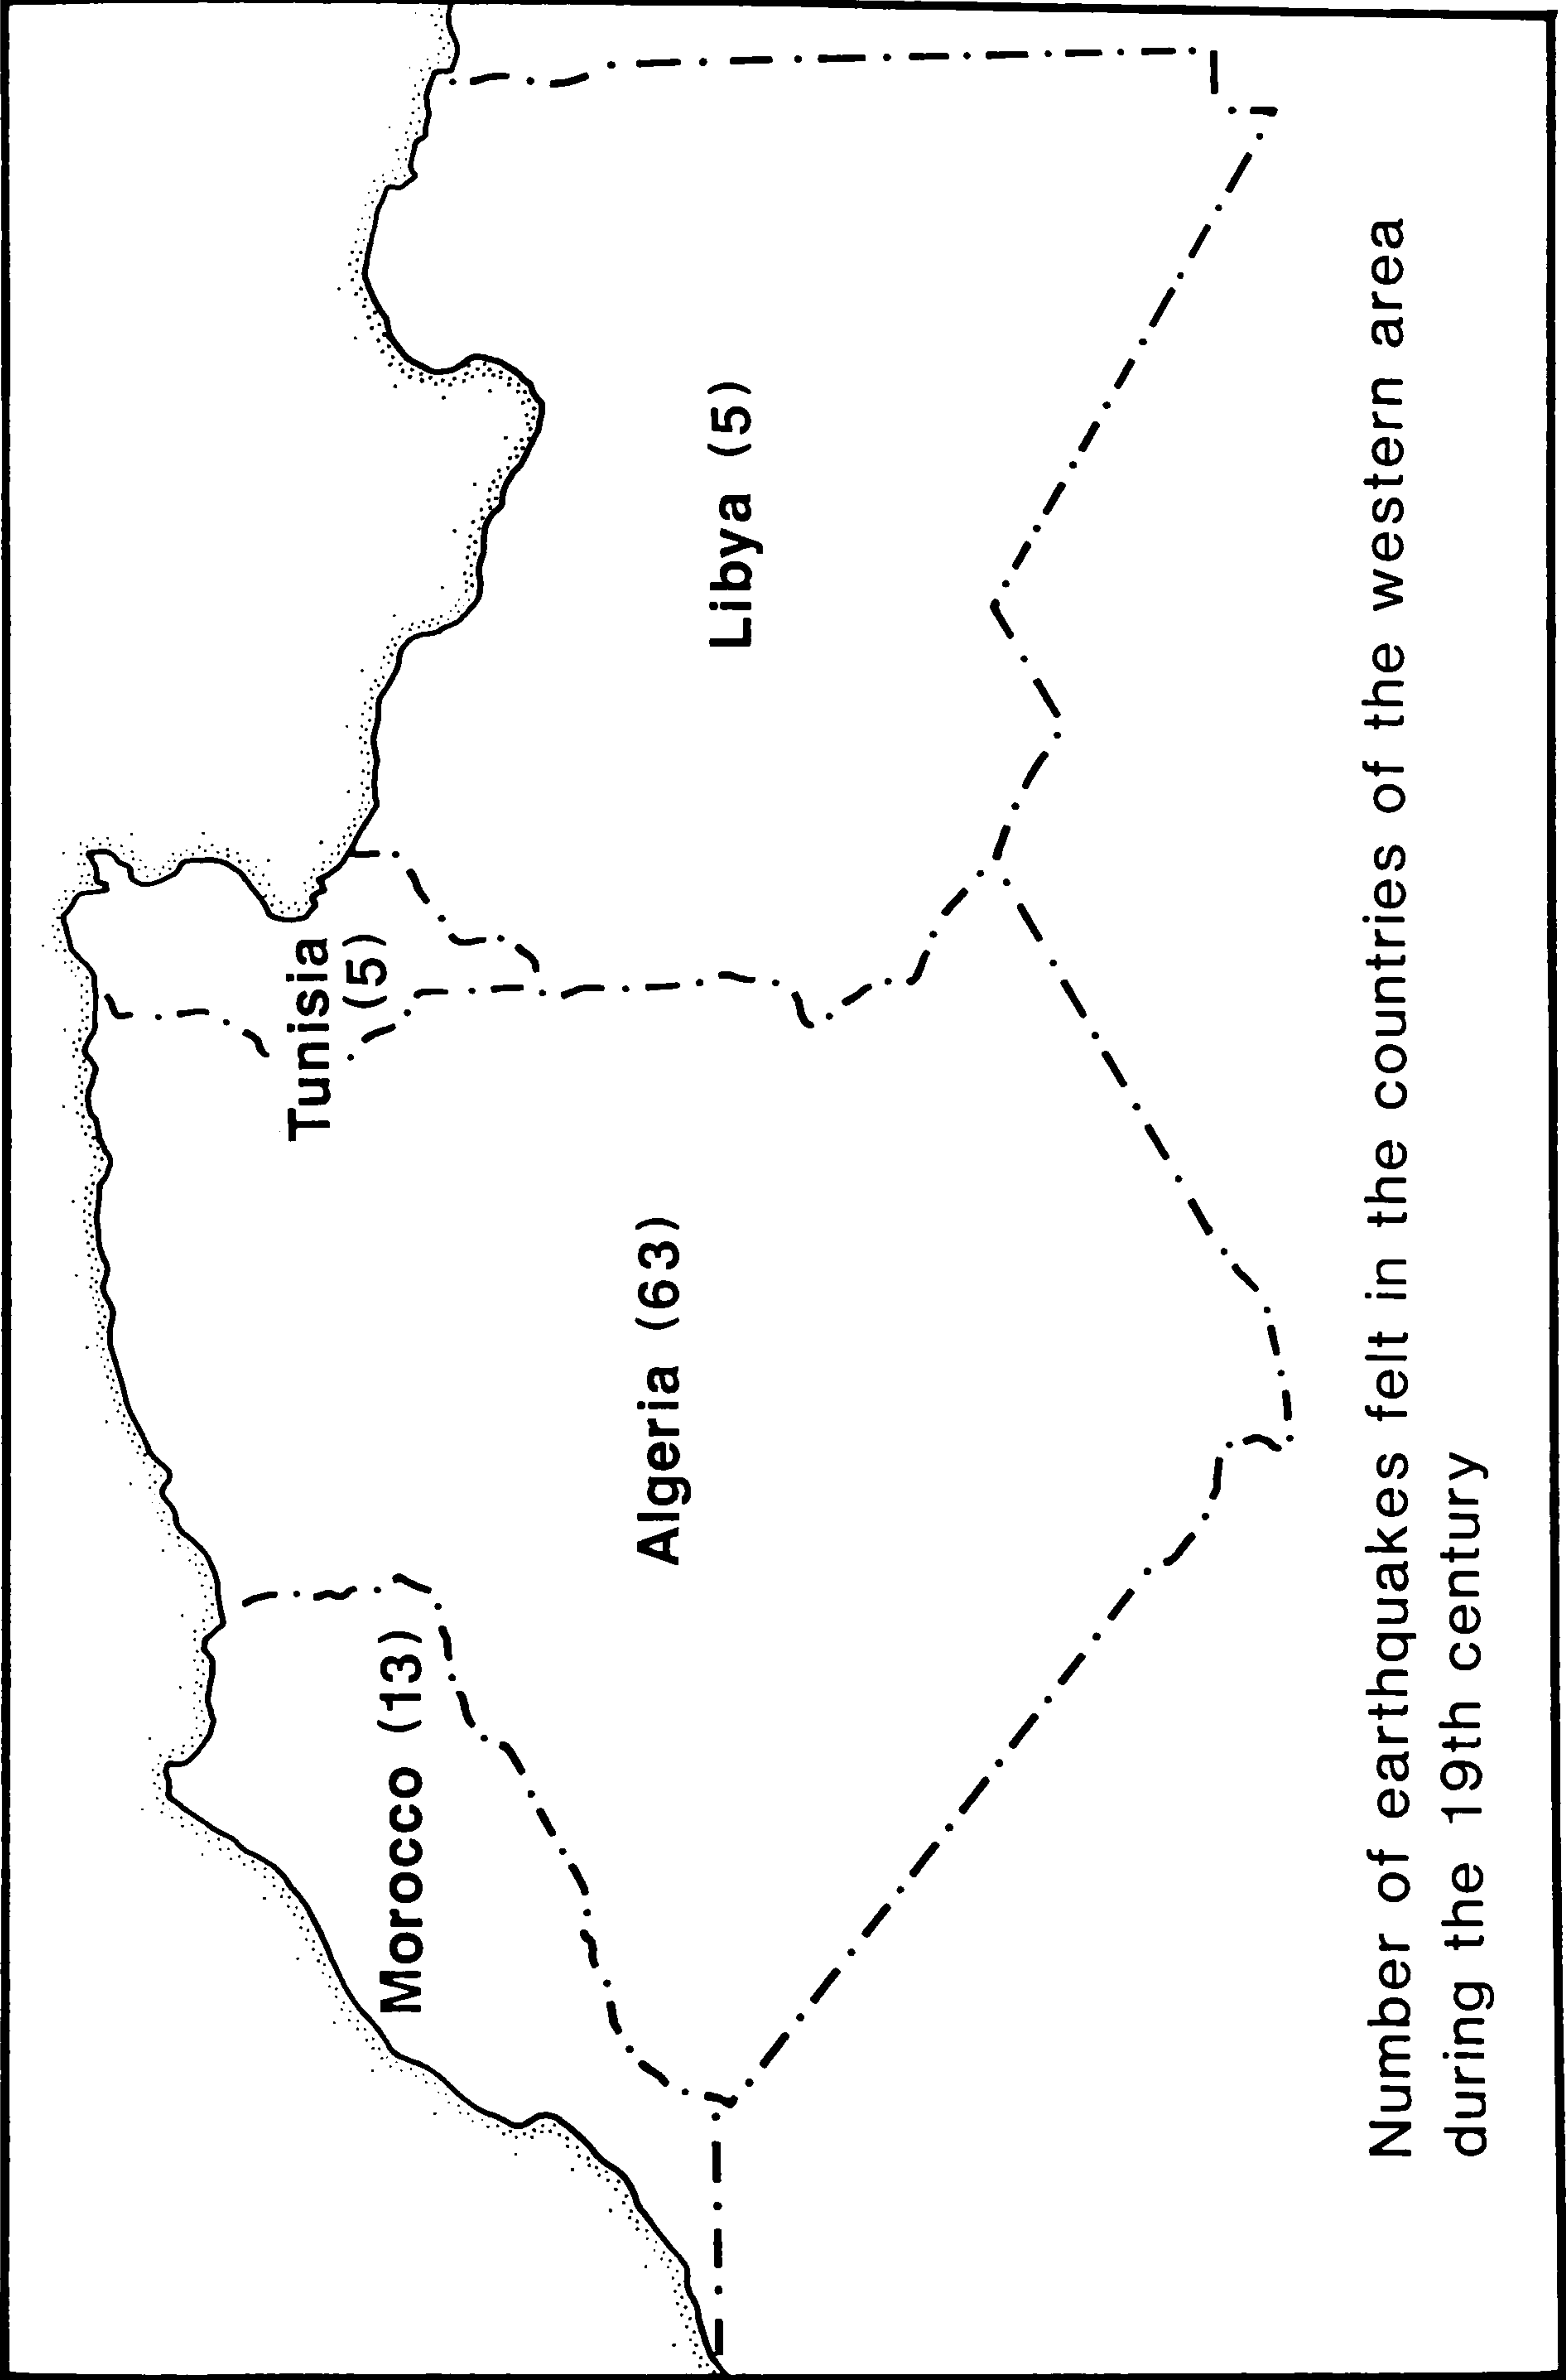 Tunisia
(5)
Morocco (13)
Algeria (63)
Libya (5)
Number of earthquakes felt in the countries of the western area
during the 19th century